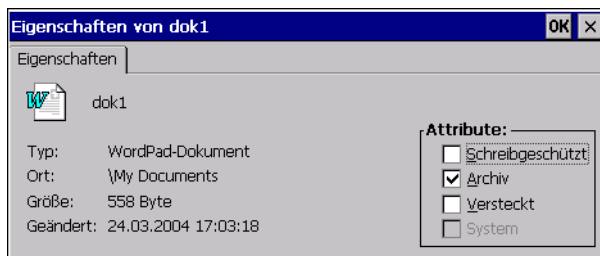 Eigenschaften von dok1 OK ×
Eigenschaften
dok1
Attribute:
Typ: WordPad-Dokument
Schreibgeschützt
Ort: \My Documents
Archiv
Größe: 558 Byte
Versteckt
Geändert: 24.03.2004 17:03:18
System